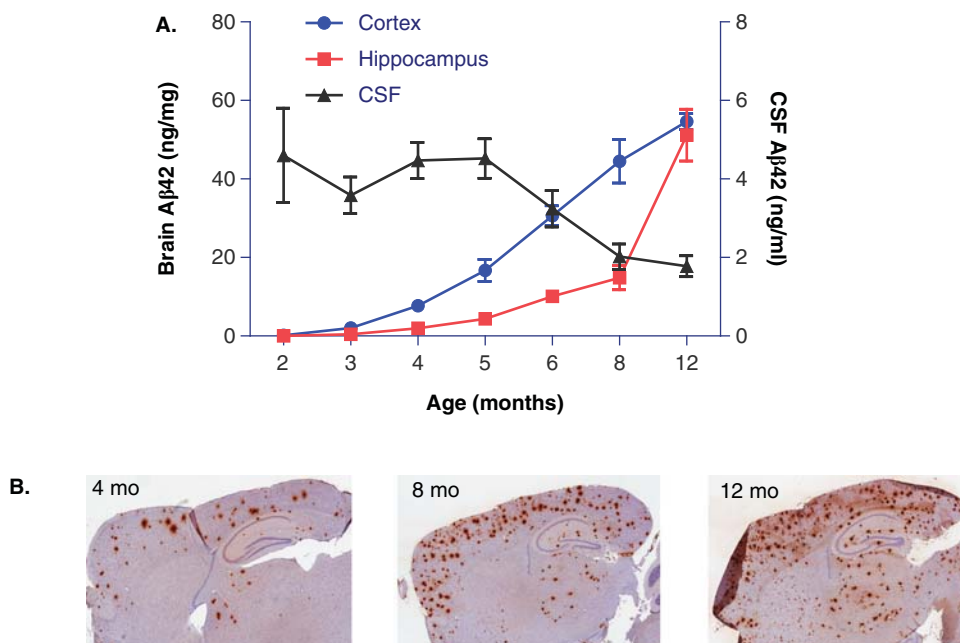 A.
Cortex
Hippocampus
CSF
Brain Aβ42 (ng/mg)
80
60
40
20
0
CSF Aβ42 (ng/ml)
8
6
4
2
0
2 3 4 5 6 8 12
Age (months)
B.
4 mo
8 mo
12 mo